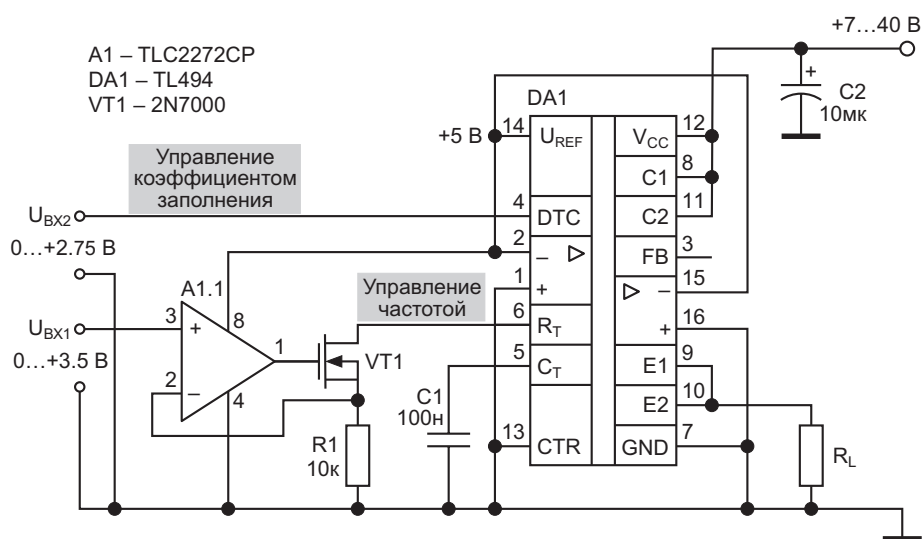 A1 – TLC2272CP
DA1 – TL494
VT1 – 2N7000
+7...40 В
+
C2
10мк
DA1
+5 В
14
U_REF
V_CC
12
8
C1
11
C2
Управление
коэффициентом
заполнения
U_BX2
4
DTC
0...+2.75 В
2
–
FB
3
15
–
1
+
A1.1
8
Управление
частотой
16
+
U_BX1
3
+
1
6
R_T
9
E1
0...+3.5 В
VT1
5
C_T
2
–
4
C1
100н
10
E2
R1
10к
13
CTR
GND
7
R_L